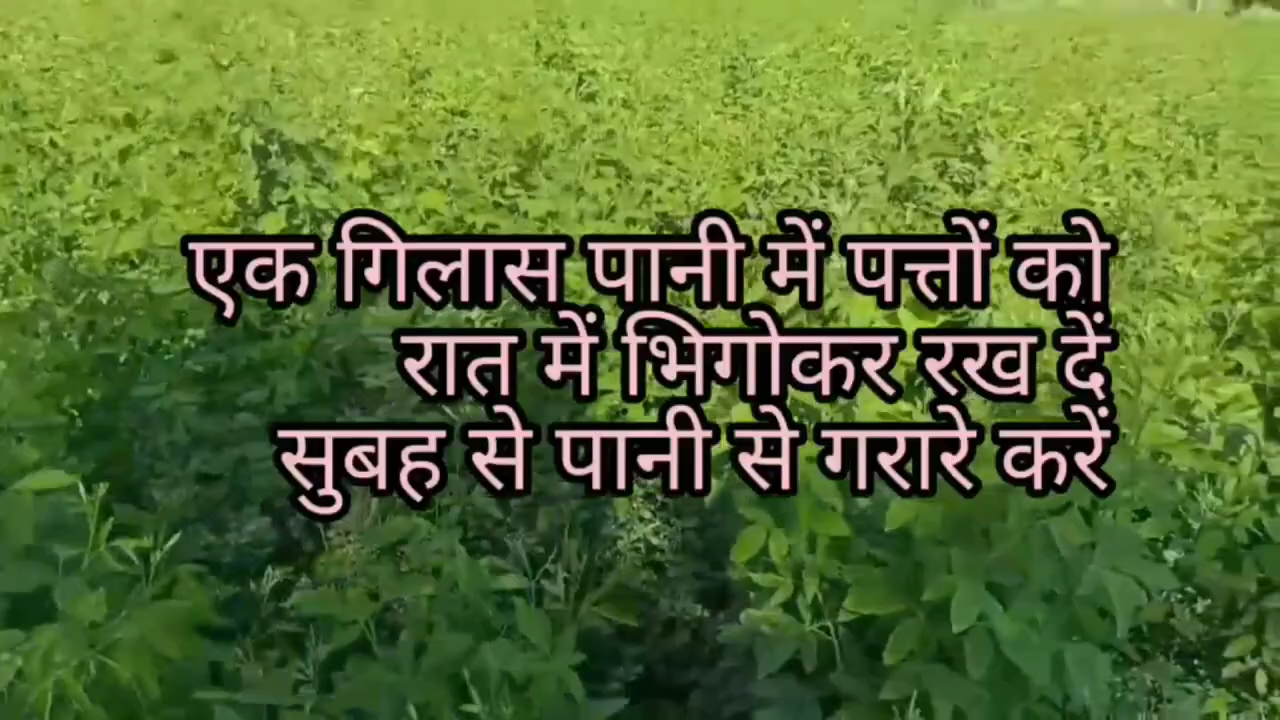 एक गिलास पानी में पत्तों को
रात में भिगोकर रख दें
सुबह से पानी से गरारे करें